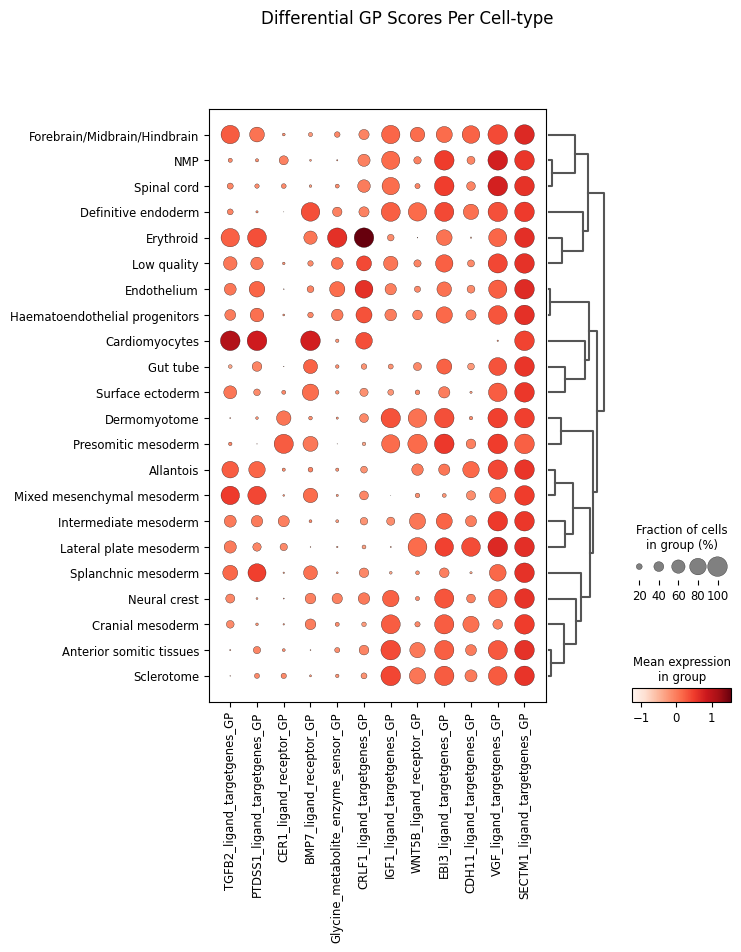 Differential GP Scores Per Cell-type
Forebrain/Midbrain/Hindbrain
NMP
Spinal cord
Definitive endoderm
Erythroid
Low quality
Endothelium
Haematoendothelial progenitors
Cardiomyocytes
Gut tube
Surface ectoderm
Dermomyotome
Presomitic mesoderm
Allantois
Mixed mesenchymal mesoderm
Intermediate mesoderm
Lateral plate mesoderm
Splanchnic mesoderm
Neural crest
Cranial mesoderm
Anterior somitic tissues
Sclerotome
TGFB2_ligand_targetgenes_GP
PTDSS1_ligand_targetgenes_GP
CER1_ligand_receptor_GP
BMP7_ligand_receptor_GP
Glycine_metabolite_enzyme_sensor_GP
CRLF1_ligand_targetgenes_GP
IGF1_ligand_targetgenes_GP
WNT5B_ligand_receptor_GP
EBI3_ligand_targetgenes_GP
CDH11_ligand_targetgenes_GP
VGF_ligand_targetgenes_GP
SECTM1_ligand_targetgenes_GP
Fraction of cells
in group (%)
20 40 60 80 100
Mean expression
in group
−1 0 1